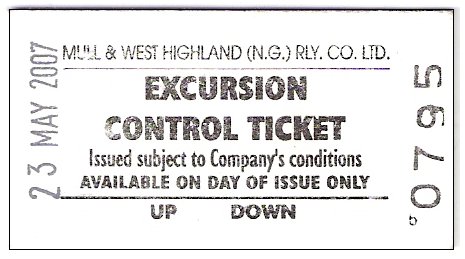 MULL & WEST HIGHLAND (N.G.) RLY. CO. LTD.
EXCURSION
CONTROL TICKET
Issued subject to Company's conditions
AVAILABLE ON DAY OF ISSUE ONLY
UP DOWN
23 MAY 2007
0795